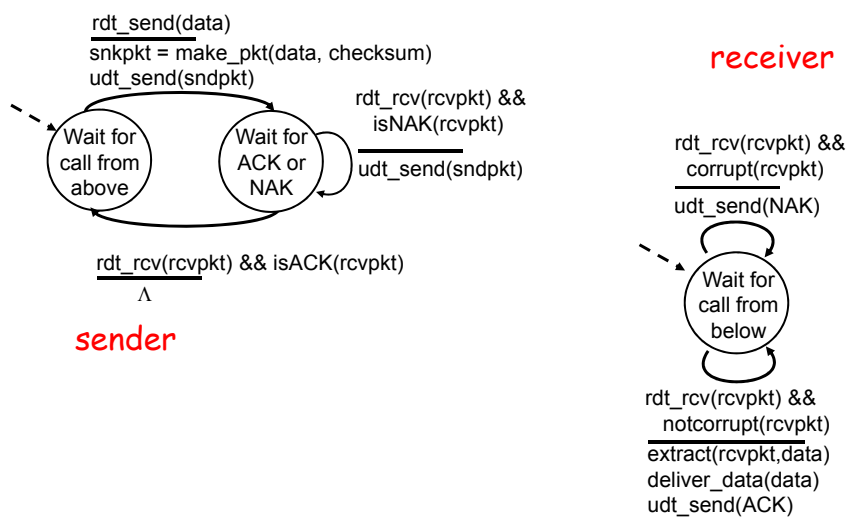 rdt_send(data)
snkpkt = make_pkt(data, checksum)
udt_send(sndpkt)
receiver
rdt_rcv(rcvpkt) &&
isNAK(rcvpkt)
udt_send(sndpkt)
Wait for
call from
above
Wait for
ACK or
NAK
rdt_rcv(rcvpkt) && isACK(rcvpkt)
Λ
sender
rdt_rcv(rcvpkt) &&
corrupt(rcvpkt)
udt_send(NAK)
Wait for
call from
below
rdt_rcv(rcvpkt) &&
notcorrupt(rcvpkt)
extract(rcvpkt,data)
deliver_data(data)
udt_send(ACK)